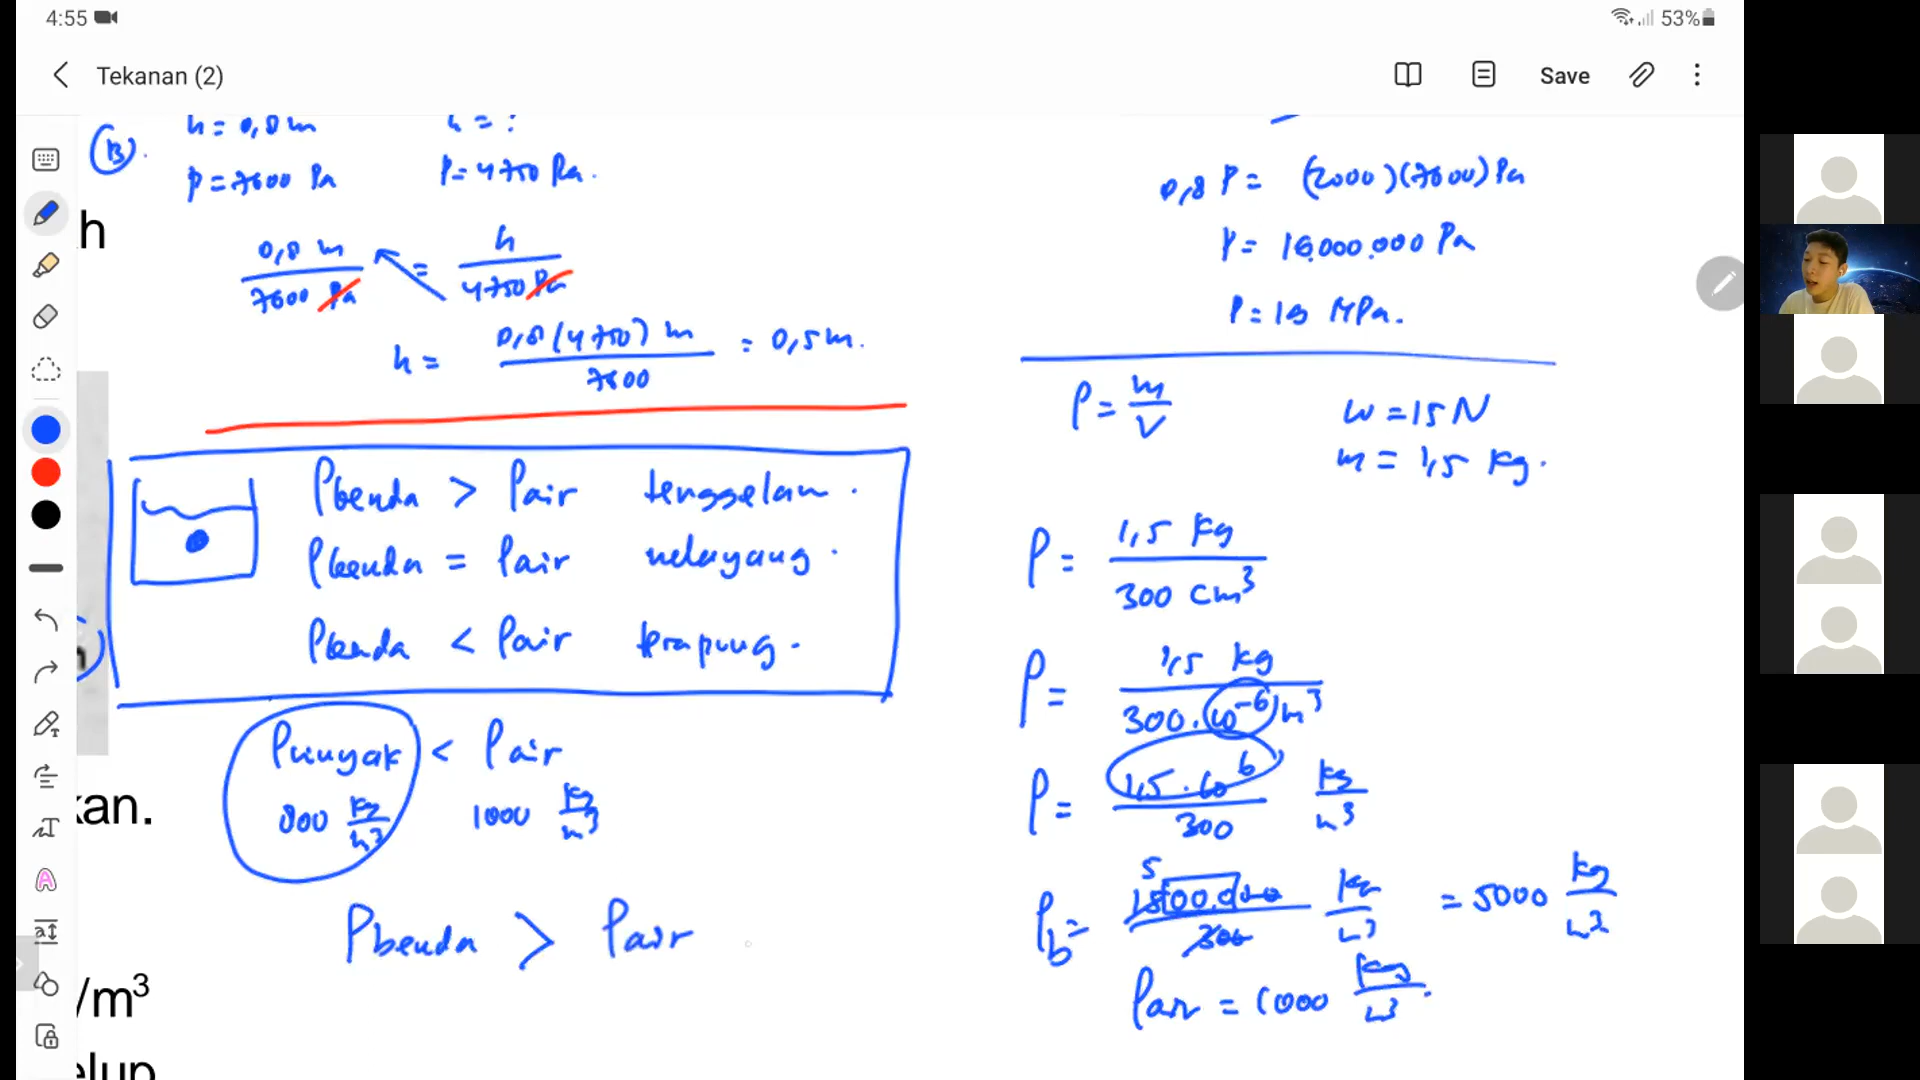 4:55
53%
Tekanan (2)
Save
B.
h = 0,8 m
h = ?
p = 7600 Pa
P = 4750 Pa.
0,8 m / 7600 Pa = h / 4750 Pa
h = 0,8 (4750) m / 7600 = 0,5 m.
ρbenda > ρair tenggelam.
ρbenda = ρair melayang.
ρbenda < ρair terapung.
ρminyak < ρair
800 kg/m³ 1000 kg/m³
ρbenda > ρair
0,8 P = (2000)(7600) Pa
P = 19.000.000 Pa
P = 19 MPa.
ρ = m/V
w = 15 N
m = 1,5 kg.
ρ = 1,5 kg / 300 cm³
ρ = 1,5 kg / 300.10⁻⁶ m³
ρ = 1,5.10⁶ / 300 kg/m³
5
ρb = 1500.000 / 300 kg/m³ = 5000 kg/m³
ρair = 1000 kg/m³.
h
kan.
/m³
elup